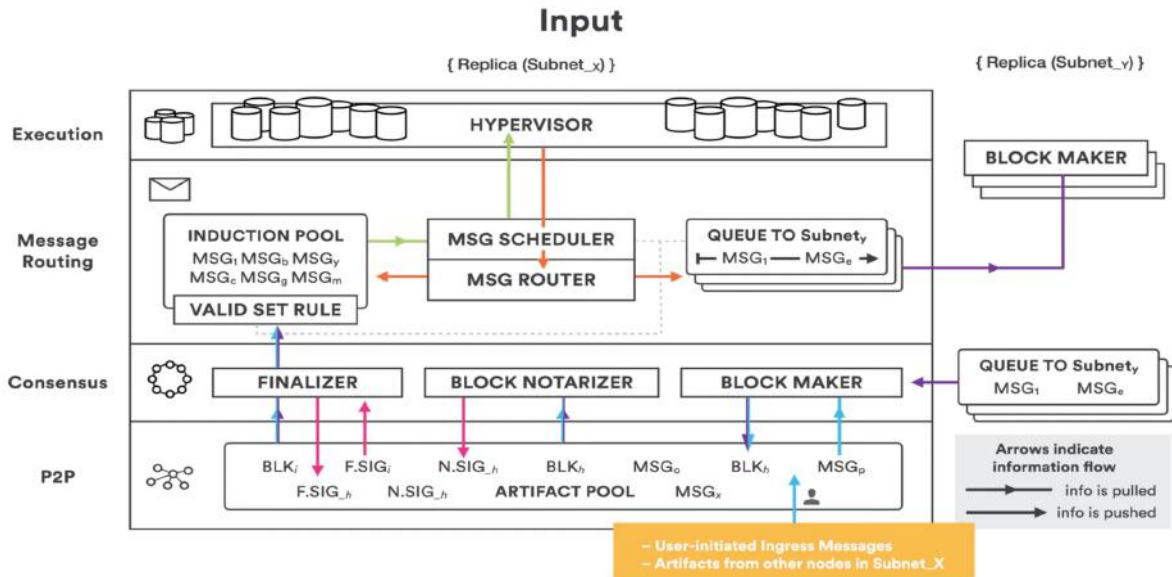 Input
{ Replica (Subnet_x) }
{ Replica (Subnet_Y) }
Execution
HYPERVISOR
BLOCK MAKER
Message
Routing
INDUCTION POOL
MSG₁ MSG_b MSG_y
MSG_c MSG_g MSG_m
VALID SET RULE
MSG SCHEDULER
MSG ROUTER
QUEUE TO Subnet_y
MSG₁ MSG_e
Consensus
FINALIZER
BLOCK NOTARIZER
BLOCK MAKER
QUEUE TO Subnet_y
MSG₁ MSG_e
P2P
BLK_i F.SIG_i N.SIG_h BLK_h MSG_o BLK_h MSG_p
F.SIG_h N.SIG_h ARTIFACT POOL MSG_x
Arrows indicate
information flow
info is pulled
info is pushed
– User-initiated Ingress Messages
– Artifacts from other nodes in Subnet_X